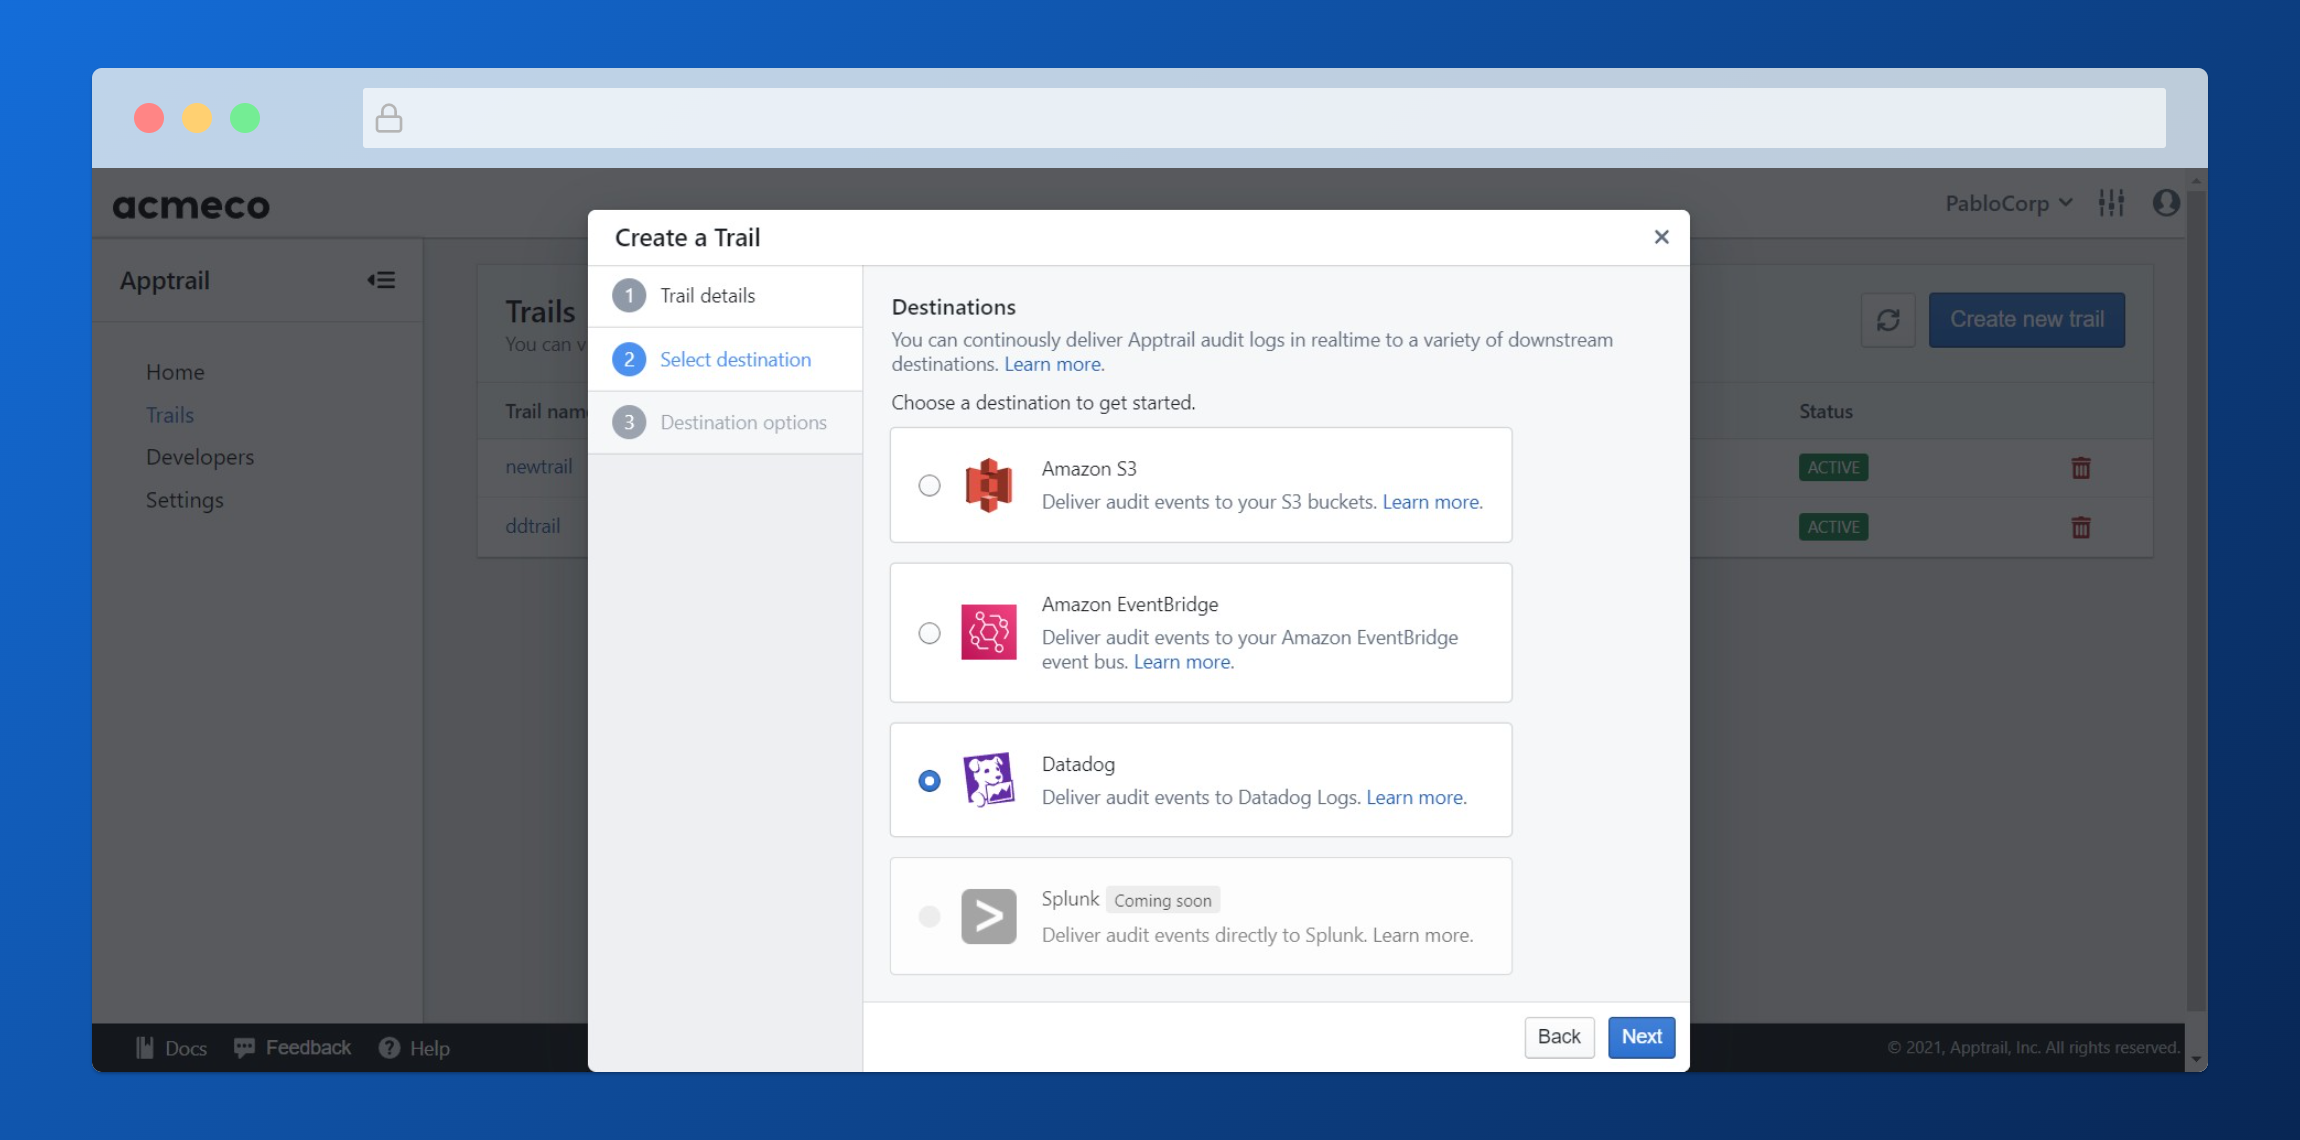 acmeco
PabloCorp
Apptrail
Home
Trails
Developers
Settings
Trails
You can v
Create new trail
Trail nam
Status
newtrail
ACTIVE
ddtrail
ACTIVE
Create a Trail
1 Trail details
2 Select destination
3 Destination options
Destinations
You can continously deliver Apptrail audit logs in realtime to a variety of downstream
destinations. Learn more.
Choose a destination to get started.
Amazon S3
Deliver audit events to your S3 buckets. Learn more.
Amazon EventBridge
Deliver audit events to your Amazon EventBridge
event bus. Learn more.
Datadog
Deliver audit events to Datadog Logs. Learn more.
Splunk Coming soon
Deliver audit events directly to Splunk. Learn more.
Back Next
Docs Feedback Help
© 2021, Apptrail, Inc. All rights reserved.